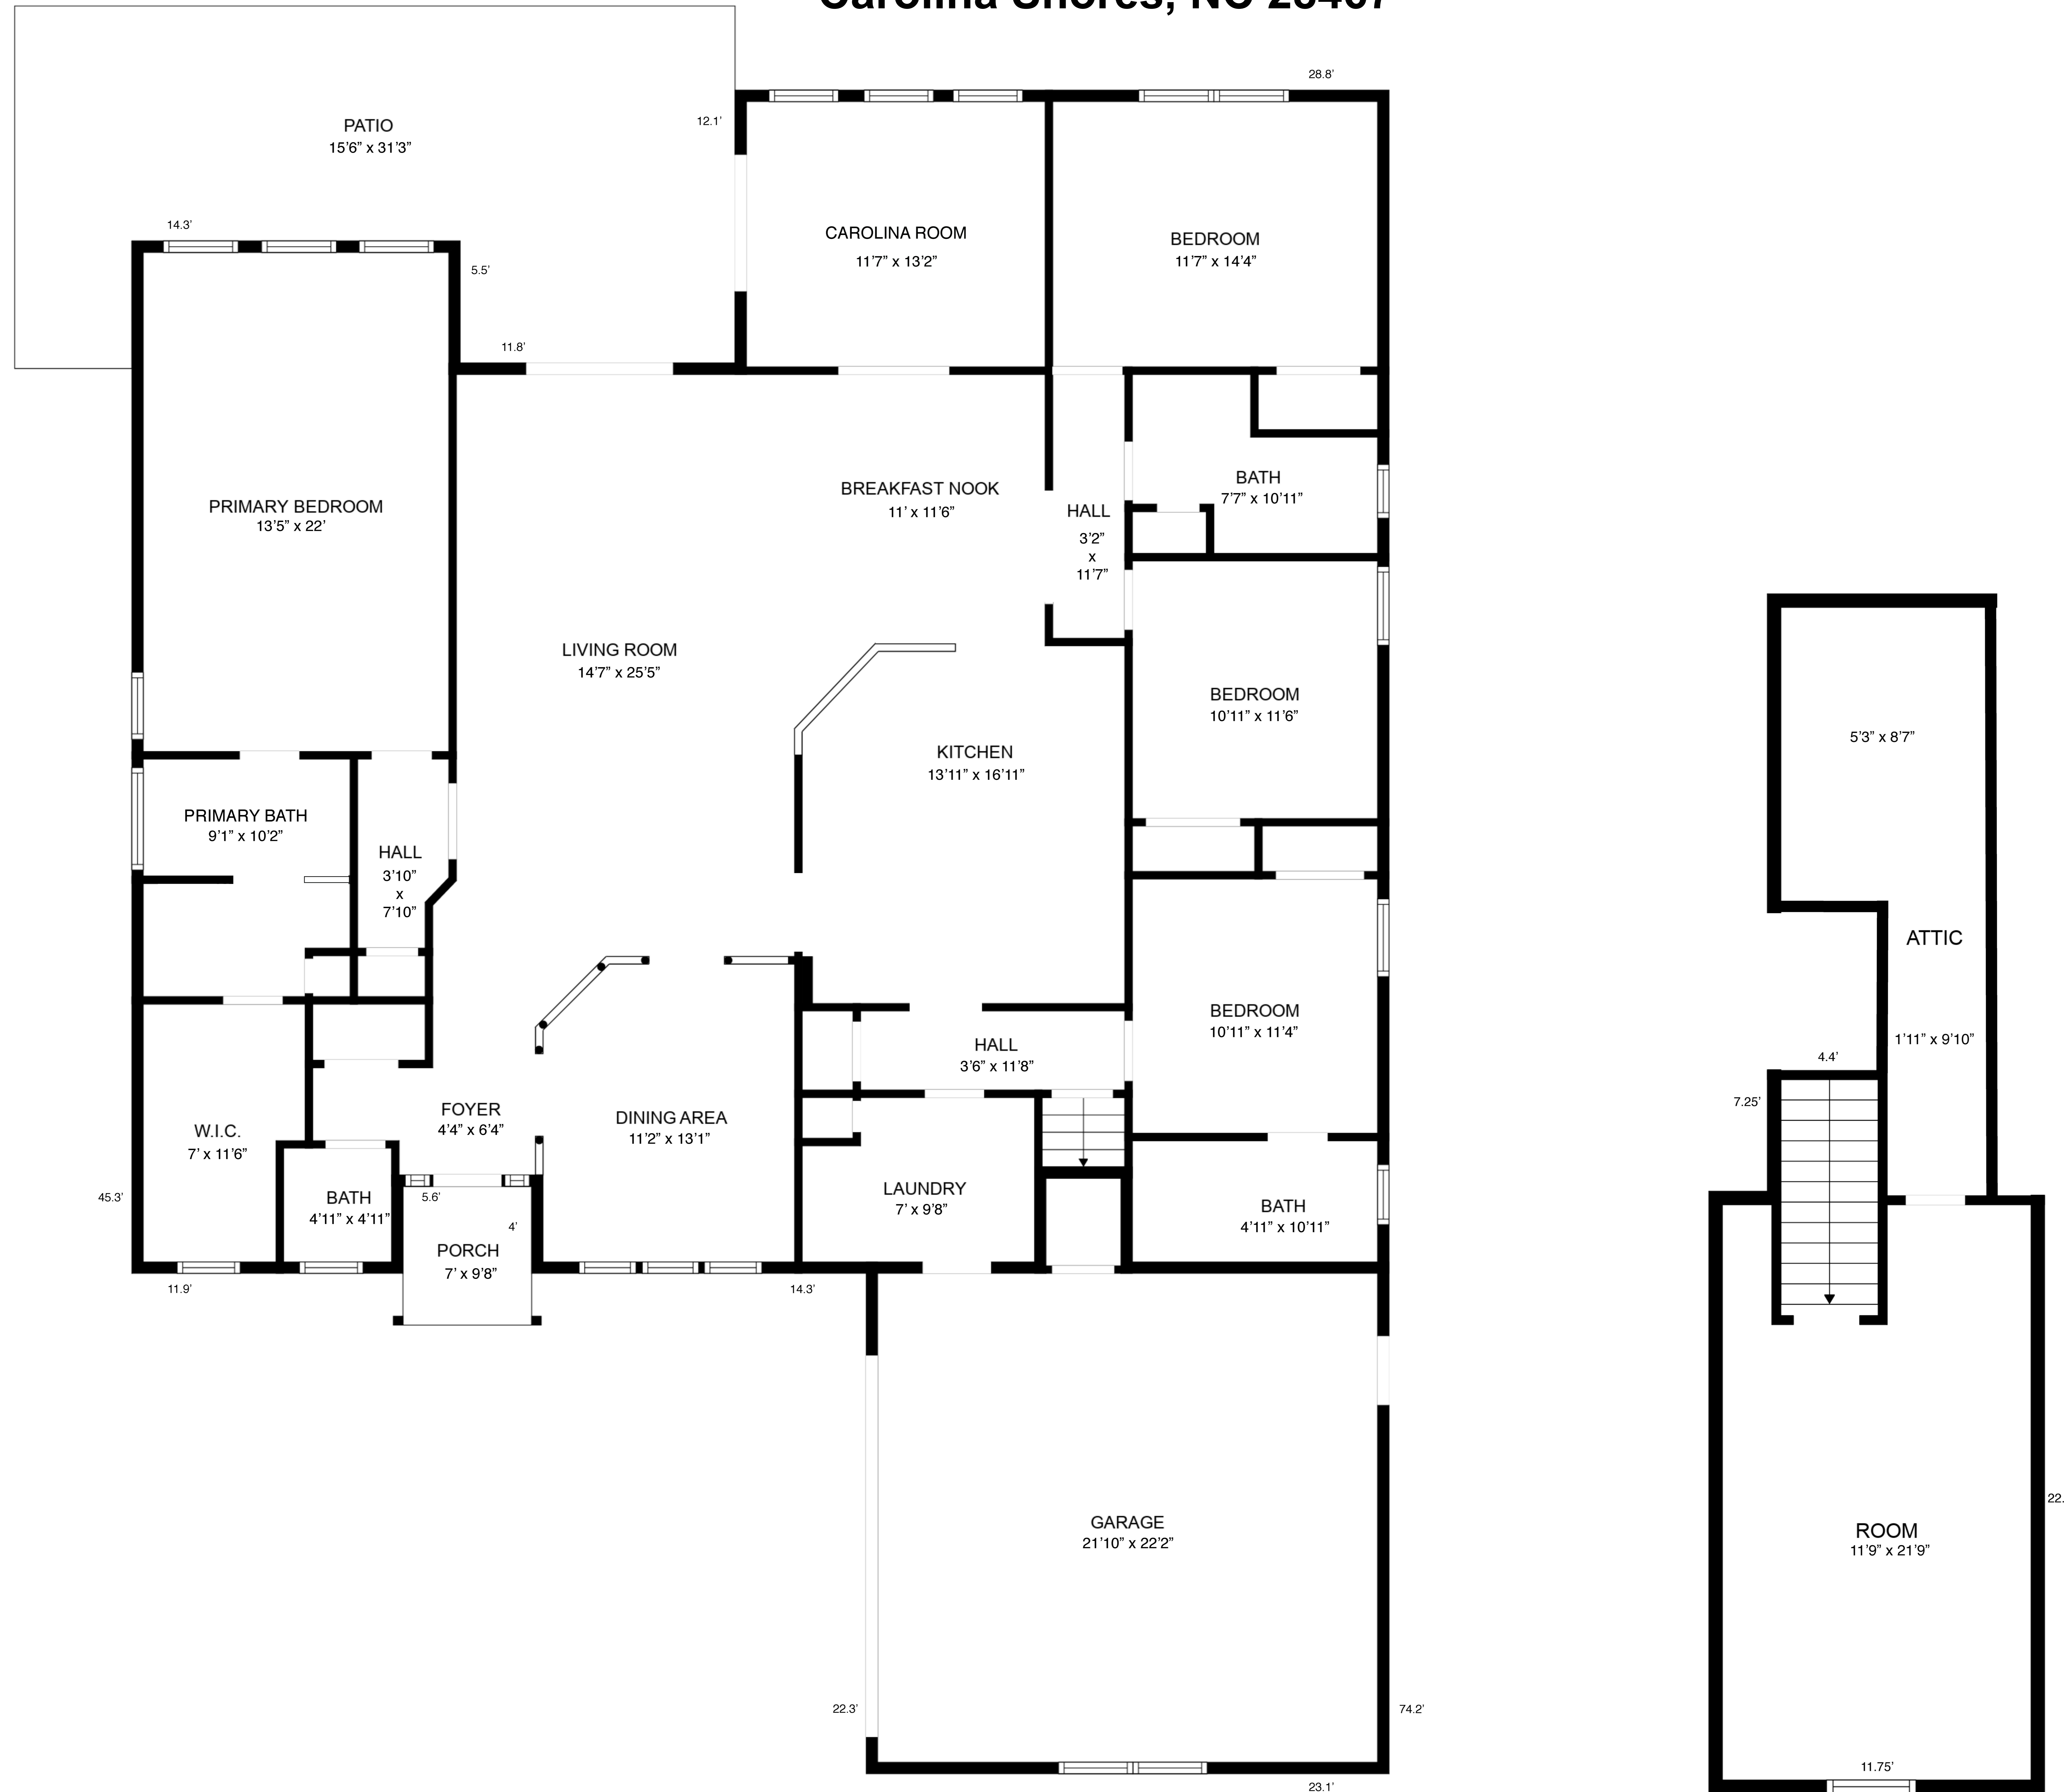 Carolina Shores, NC 28467
28.8’
12.1’
PATIO
15’6” x 31’3”
14.3’
5.5’
11.8’
CAROLINA ROOM
11’7” x 13’2”
BEDROOM
11’7” x 14’4”
PRIMARY BEDROOM
13’5” x 22’
BREAKFAST NOOK
11’ x 11’6”
HALL
3’2”
x
11’7”
BATH
7’7” x 10’11”
LIVING ROOM
14’7” x 25’5”
BEDROOM
10’11” x 11’6”
KITCHEN
13’11” x 16’11”
PRIMARY BATH
9’1” x 10’2”
HALL
3’10”
x
7’10”
BEDROOM
10’11” x 11’4”
HALL
3’6” x 11’8”
FOYER
4’4” x 6’4”
DINING AREA
11’2” x 13’1”
W.I.C.
7’ x 11’6”
45.3’
BATH
4’11” x 4’11”
5.6’
4’
PORCH
7’ x 9’8”
LAUNDRY
7’ x 9’8”
BATH
4’11” x 10’11”
11.9’
14.3’
GARAGE
21’10” x 22’2”
22.3’
74.2’
23.1’
5’3” x 8’7”
ATTIC
1’11” x 9’10”
4.4’
7.25’
22.
ROOM
11’9” x 21’9”
11.75’